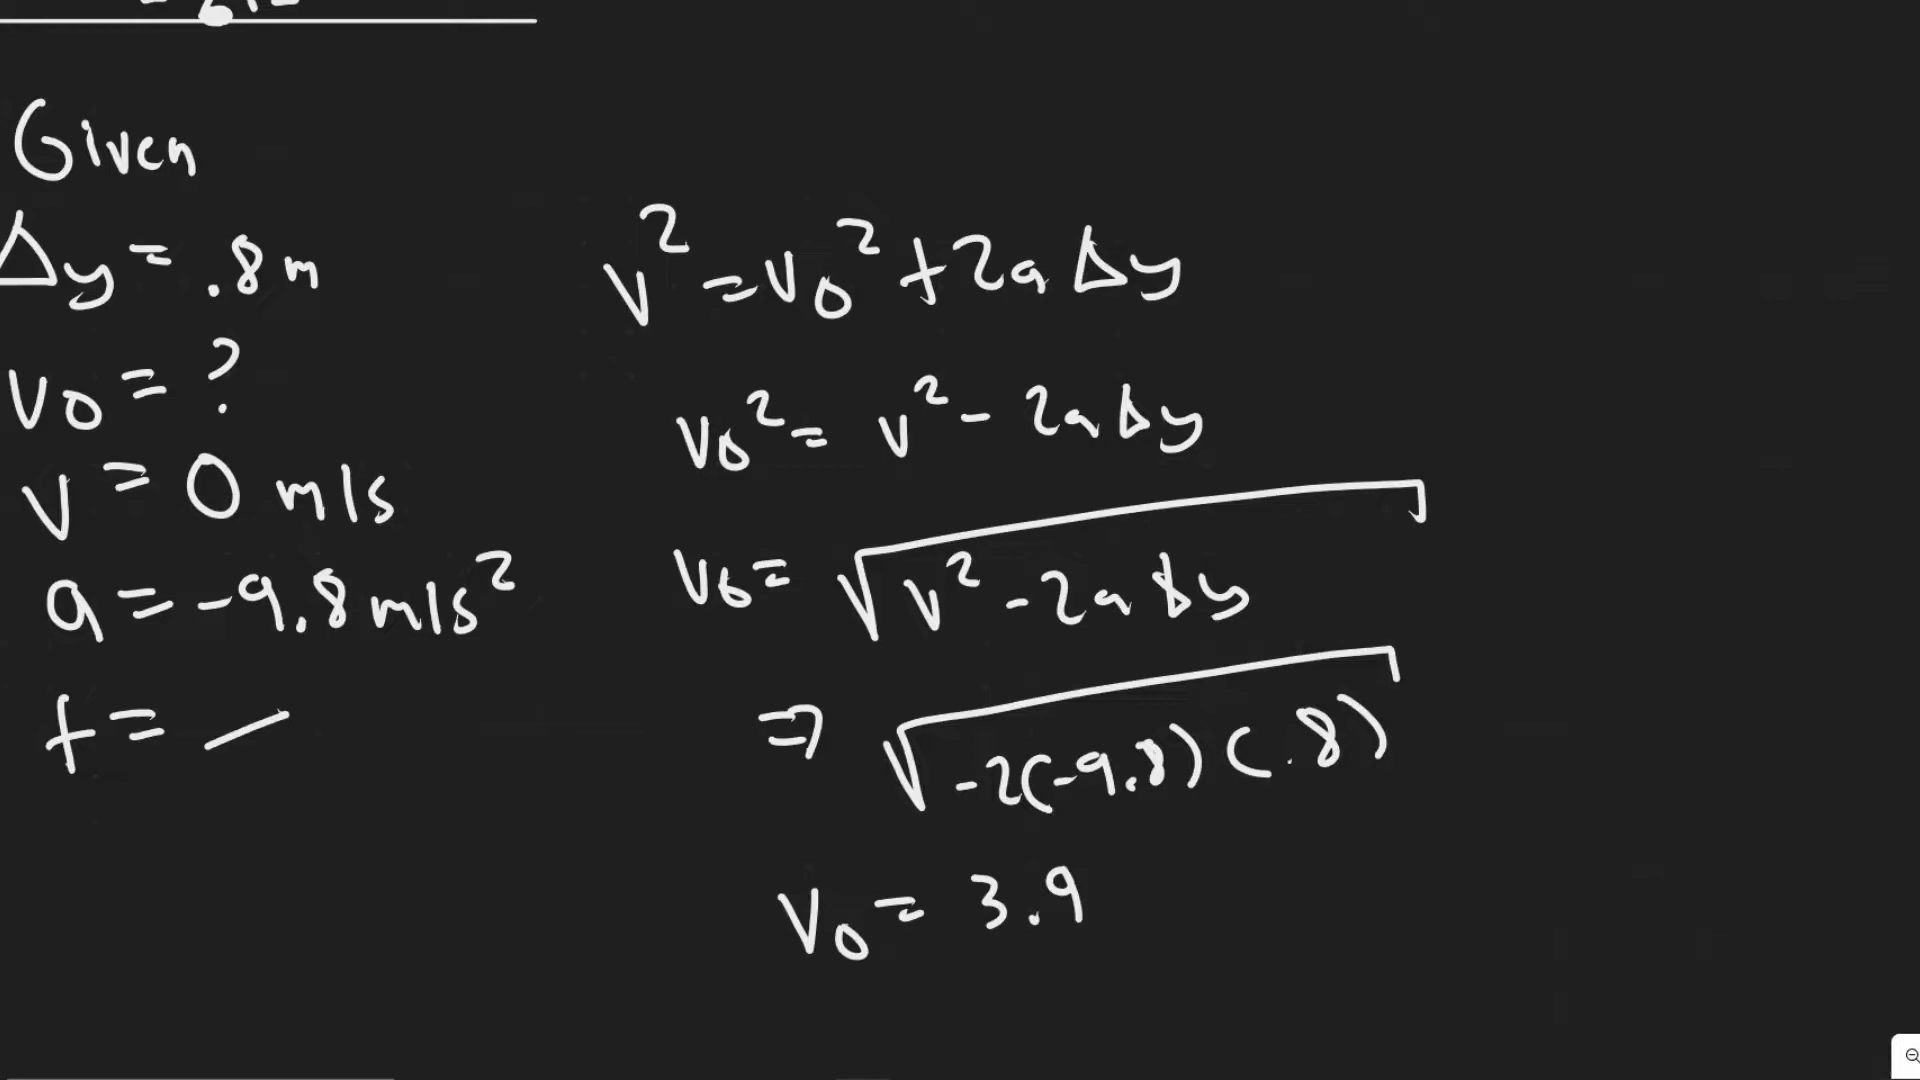 Given
Δy = .8m
v0 = ?
v = 0 m/s
a = -9.8 m/s²
t = —
v² = v0² + 2aΔy
v0² = v² - 2aΔy
v0 = √v² - 2aΔy
⇒ √-2(-9.8)(.8)
v0 = 3.9